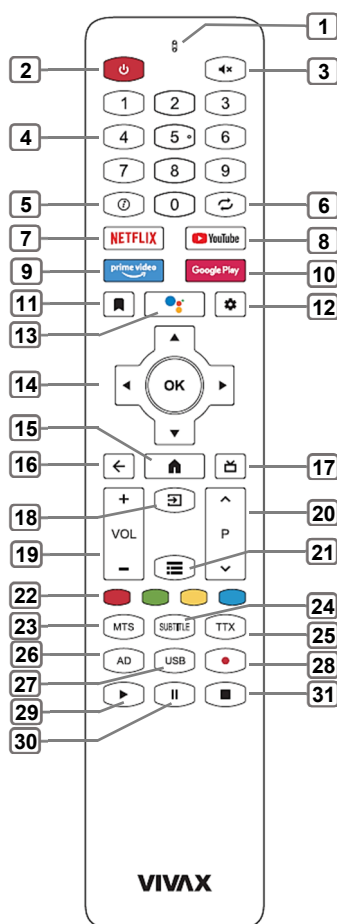 1
2
3
1 2 3
4
4 5 6
7 8 9
5
i 0
6
7
NETFLIX
YouTube
8
9
prime video
Google Play
10
11
12
13
14
OK
15
16
17
18
+
VOL
−
P
19
20
21
22
23
24
MTS SUBTITLE TTX
25
26
AD USB
27
28
29
30
31
VIVAX